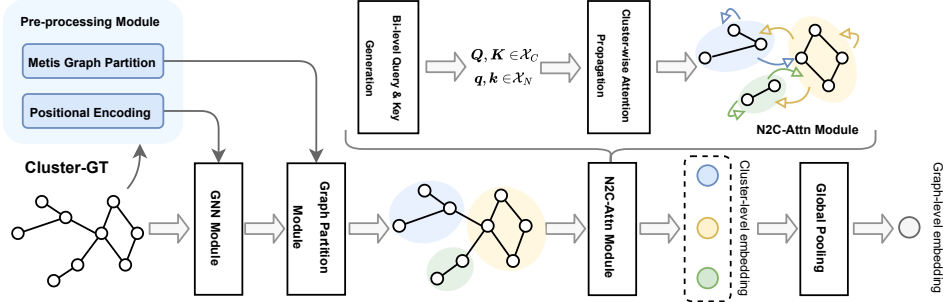 Pre-processing Module
Metis Graph Partition
Positional Encoding
Cluster-GT
Bi-level Query & Key
Generation
Q, K ∈ 𝒳_C
q, k ∈ 𝒳_N
Cluster-wise Attention
Propagation
N2C-Attn Module
GNN Module
Graph Partition
Module
N2C-Attn Module
Cluster-level embedding
Global Pooling
Graph-level embedding